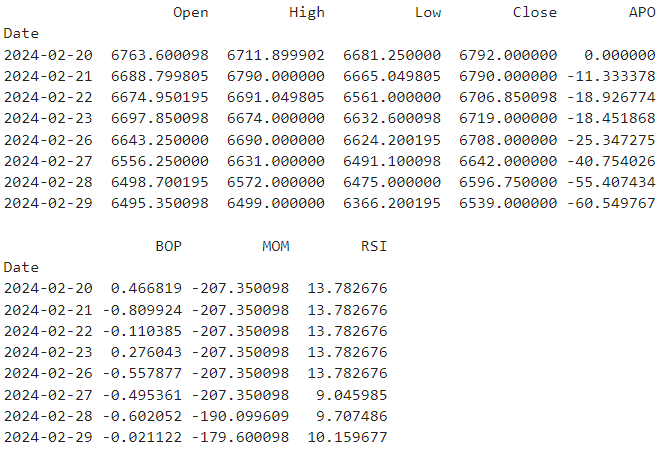 Open High Low Close APO
Date
2024-02-20 6763.600098 6711.899902 6681.250000 6792.000000 0.000000
2024-02-21 6688.799805 6790.000000 6665.049805 6790.000000 -11.333378
2024-02-22 6674.950195 6691.049805 6561.000000 6706.850098 -18.926774
2024-02-23 6697.850098 6674.000000 6632.600098 6719.000000 -18.451868
2024-02-26 6643.250000 6690.000000 6624.200195 6708.000000 -25.347275
2024-02-27 6556.250000 6631.000000 6491.100098 6642.000000 -40.754026
2024-02-28 6498.700195 6572.000000 6475.000000 6596.750000 -55.407434
2024-02-29 6495.350098 6499.000000 6366.200195 6539.000000 -60.549767
BOP MOM RSI
Date
2024-02-20 0.466819 -207.350098 13.782676
2024-02-21 -0.809924 -207.350098 13.782676
2024-02-22 -0.110385 -207.350098 13.782676
2024-02-23 0.276043 -207.350098 13.782676
2024-02-26 -0.557877 -207.350098 13.782676
2024-02-27 -0.495361 -207.350098 9.045985
2024-02-28 -0.602052 -190.099609 9.707486
2024-02-29 -0.021122 -179.600098 10.159677